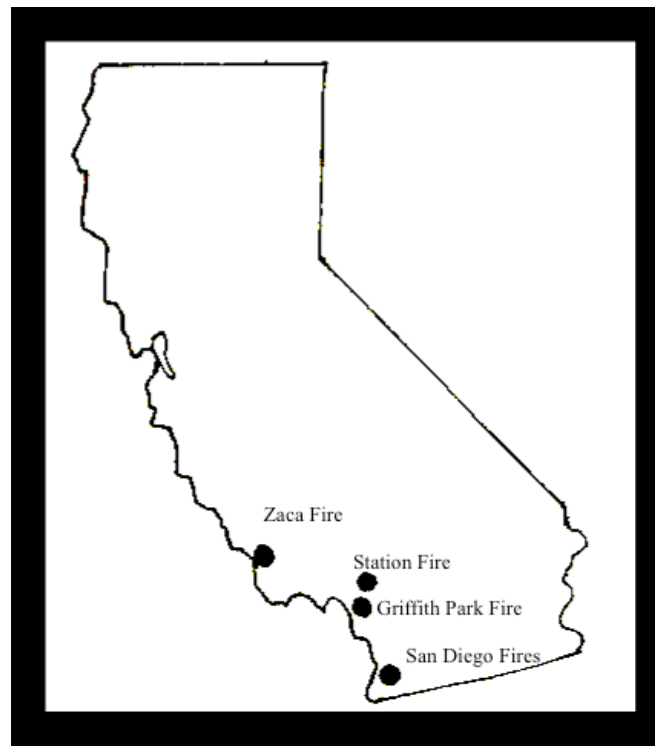 Zaca Fire
Station Fire
Griffith Park Fire
San Diego Fires